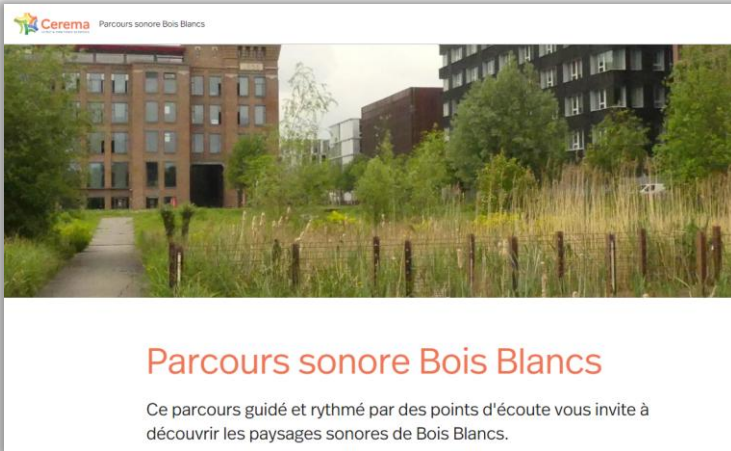 Cerema Parcours sonore Bois Blancs
Parcours sonore Bois Blancs
Ce parcours guidé et rythmé par des points d'écoute vous invite à
découvrir les paysages sonores de Bois Blancs.